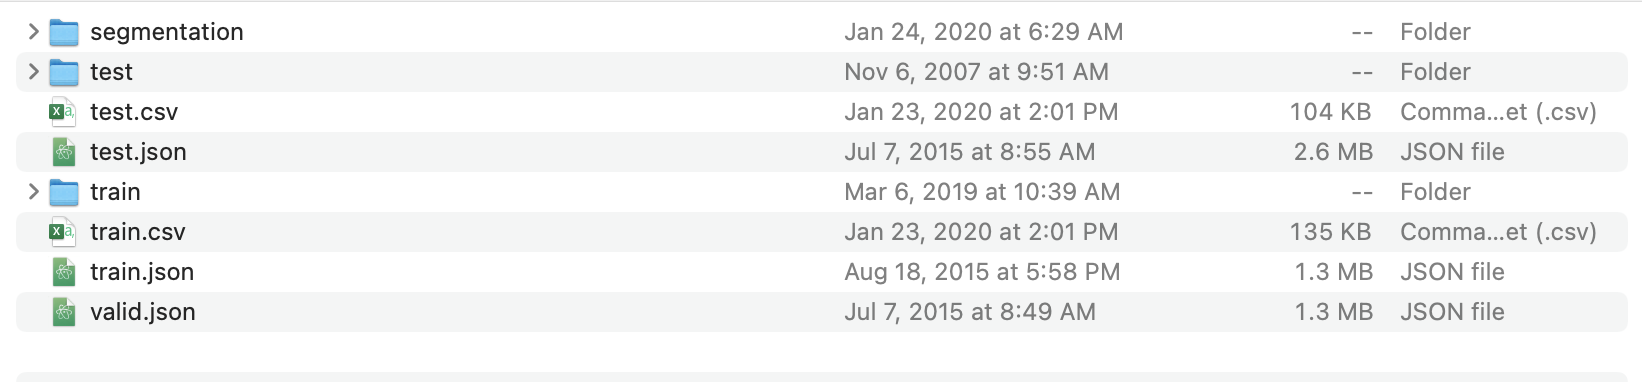 segmentation Jan 24, 2020 at 6:29 AM -- Folder
test Nov 6, 2007 at 9:51 AM -- Folder
test.csv Jan 23, 2020 at 2:01 PM 104 KB Comma...et (.csv)
test.json Jul 7, 2015 at 8:55 AM 2.6 MB JSON file
train Mar 6, 2019 at 10:39 AM -- Folder
train.csv Jan 23, 2020 at 2:01 PM 135 KB Comma...et (.csv)
train.json Aug 18, 2015 at 5:58 PM 1.3 MB JSON file
valid.json Jul 7, 2015 at 8:49 AM 1.3 MB JSON file